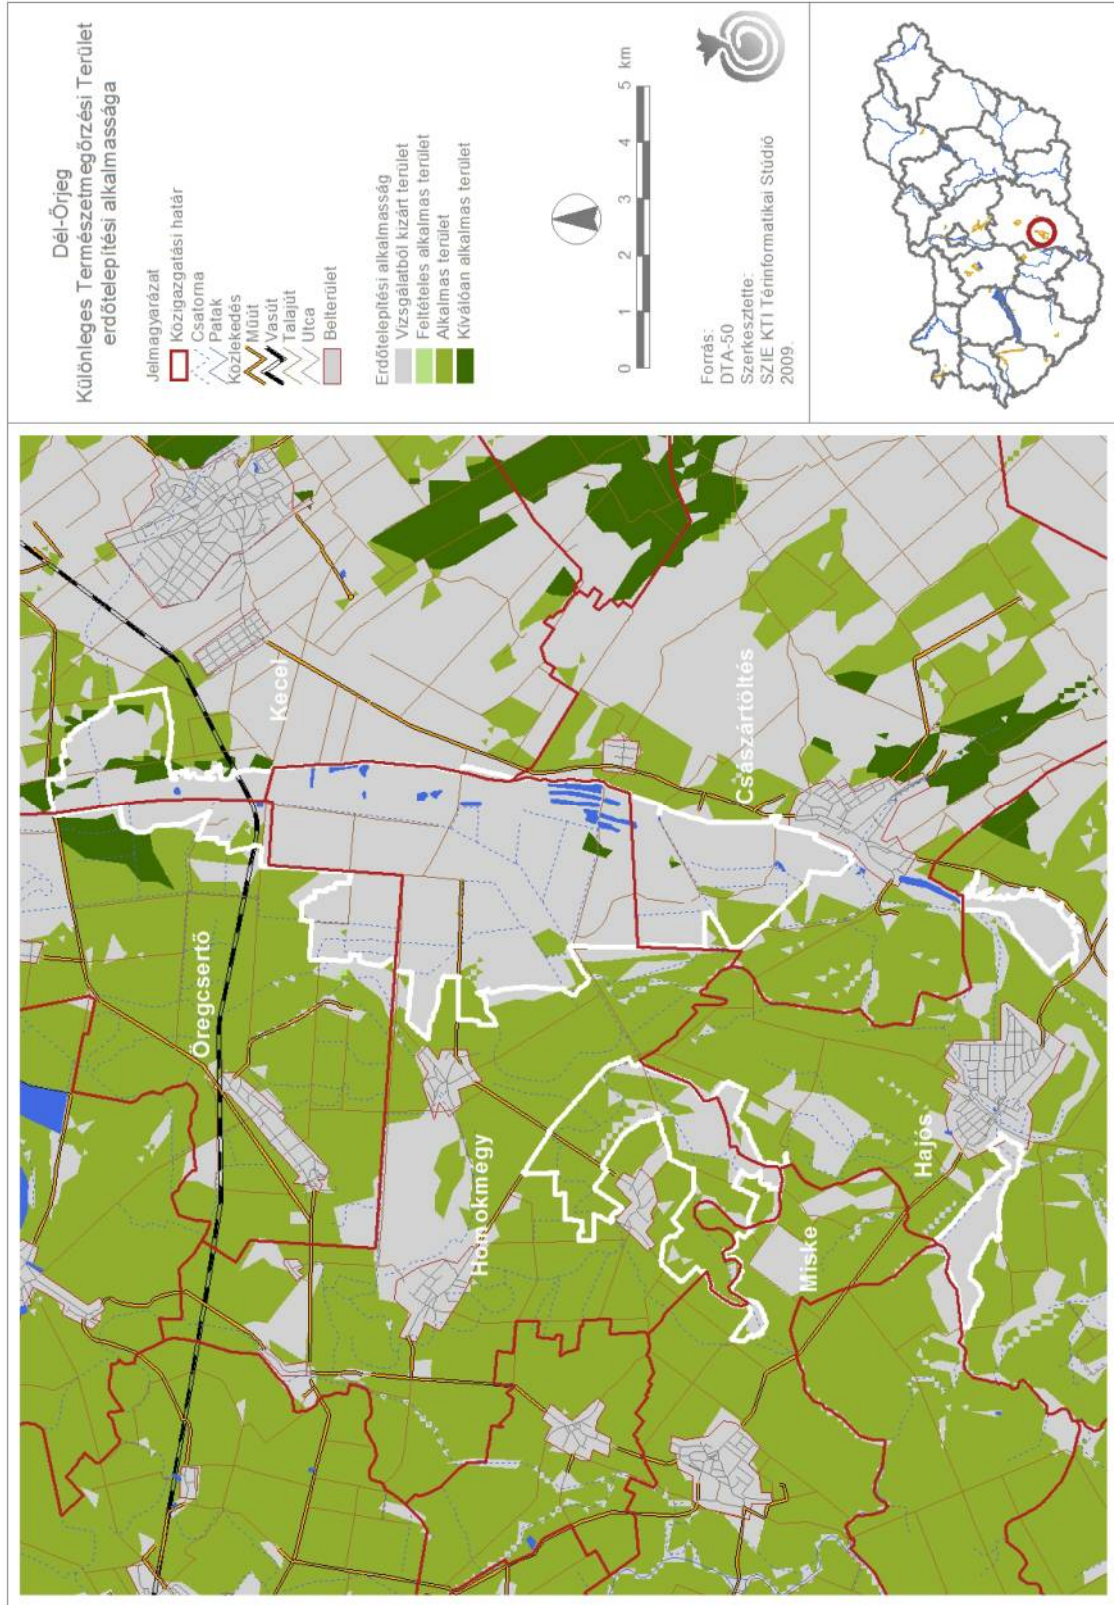 Dél-Őrjeg
Különleges Természetmegőrzési Terület
erdőtelepítési alkalmassága
Jelmagyarázat
Közigazgatási határ
Csatorna
Patak
Közlekedés
Műút
Vasút
Talajút
Utca
Belterület
Erdőtelepítési alkalmasság
Vizsgálatból kizárt terület
Feltételes alkalmas terület
Alkalmas terület
Kiválóan alkalmas terület
0 1 2 3 4 5 km
Forrás:
DTA-50
Szerkesztette:
SZIE KTI Térinformatikai Stúdió
2009.
Kecel
Öregcsertő
Császártöltés
Homokmégy
Hajós
Miske